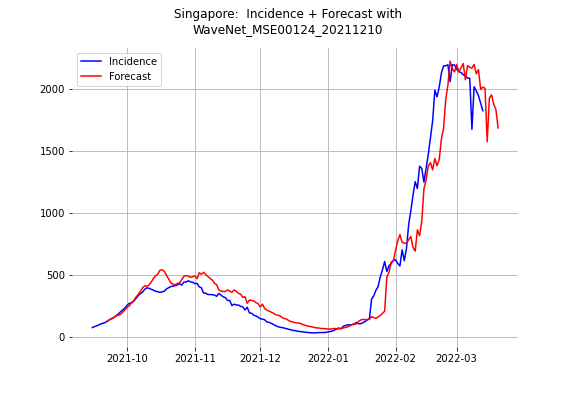 Singapore:  Incidence + Forecast with
WaveNet_MSE00124_20211210
Incidence
Forecast
2000
1500
1000
500
0
2021-10
2021-11
2021-12
2022-01
2022-02
2022-03